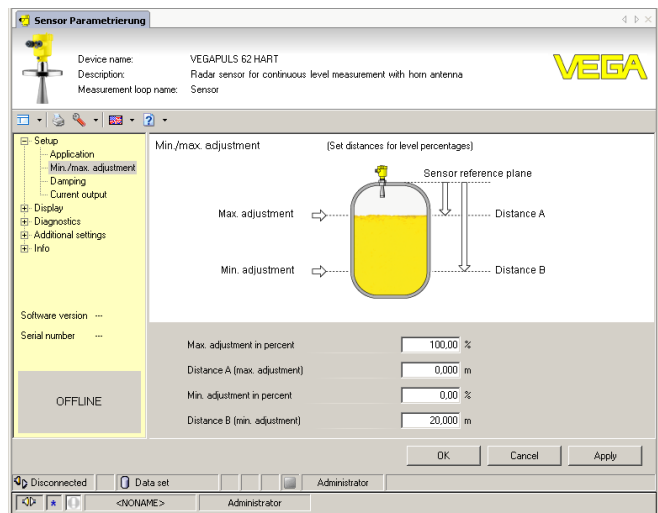 Sensor Parametrierung
Device name: VEGAPULS 62 HART
Description: Radar sensor for continuous level measurement with horn antenna
Measurement loop name: Sensor
VEGA
Setup
Application
Min./max. adjustment
Damping
Current output
Display
Diagnostics
Additional settings
Info
Software version ---
Serial number ---
OFFLINE
Min./max. adjustment (Set distances for level percentages)
Sensor reference plane
Max. adjustment Distance A
Min. adjustment Distance B
Max. adjustment in percent 100,00 %
Distance A (max. adjustment) 0,000 m
Min. adjustment in percent 0,00 %
Distance B (min. adjustment) 20,000 m
OK Cancel Apply
Disconnected Data set Administrator
<NONAME> Administrator